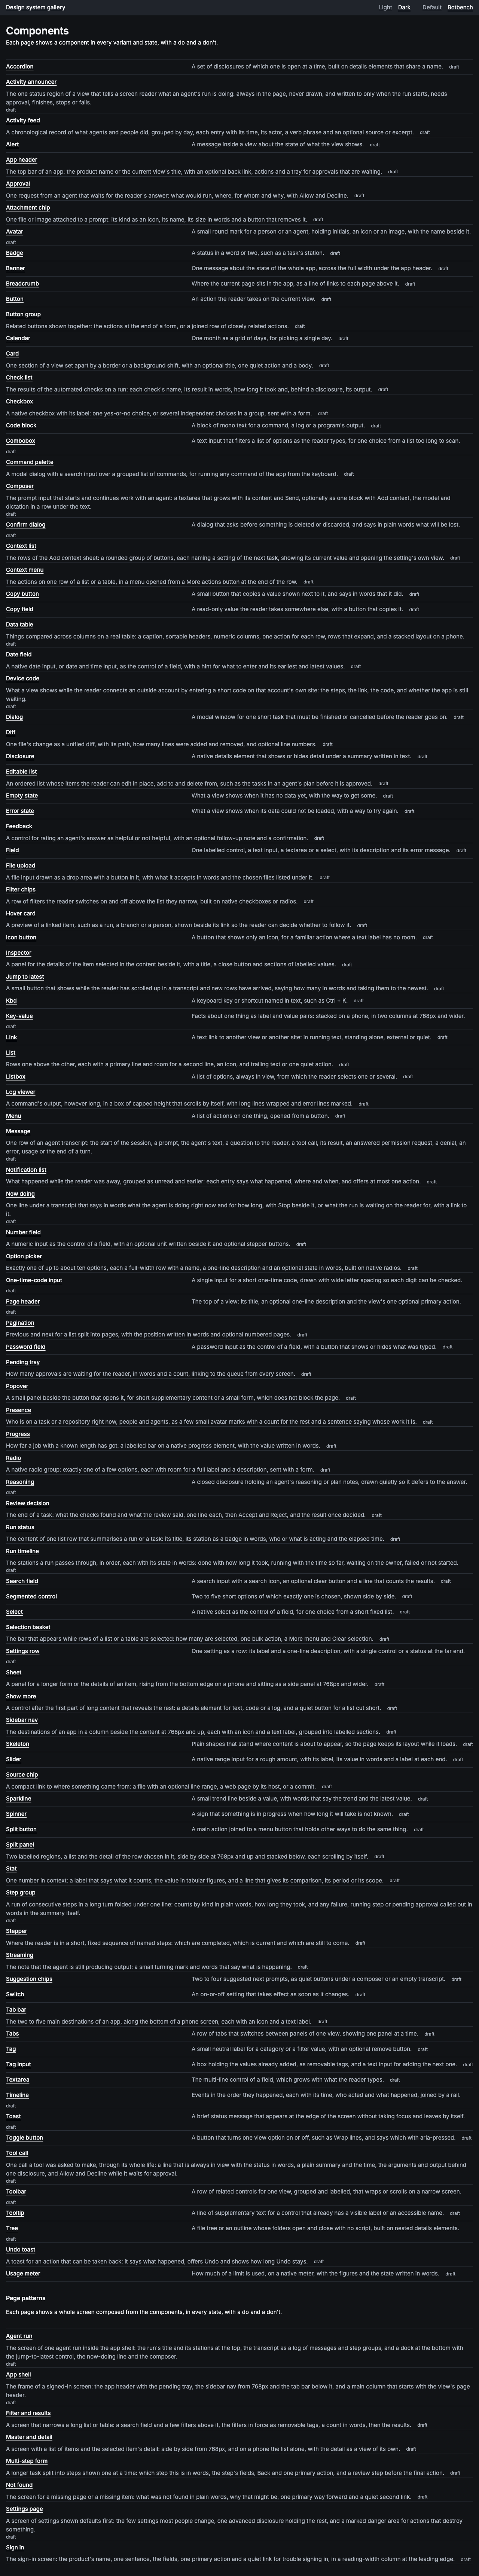 Design system gallery
Light Dark Default Botbench
Components
Each page shows a component in every variant and state, with a do and a don't.
Accordion A set of disclosures of which one is open at a time, built on details elements that share a name. draft
Activity announcer
The one status region of a view that tells a screen reader what an agent's run is doing: always in the page, never drawn, and written to only when the run starts, needs
approval, finishes, stops or fails.
draft
Activity feed
A chronological record of what agents and people did, grouped by day, each entry with its time, its actor, a verb phrase and an optional source or excerpt. draft
Alert A message inside a view about the state of what the view shows. draft
App header
The top bar of an app: the product name or the current view's title, with an optional back link, actions and a tray for approvals that are waiting. draft
Approval
One request from an agent that waits for the reader's answer: what would run, where, for whom and why, with Allow and Decline. draft
Attachment chip
One file or image attached to a prompt: its kind as an icon, its name, its size in words and a button that removes it. draft
Avatar A small round mark for a person or an agent, holding initials, an icon or an image, with the name beside it.
draft
Badge A status in a word or two, such as a task's station. draft
Banner One message about the state of the whole app, across the full width under the app header. draft
Breadcrumb Where the current page sits in the app, as a line of links to each page above it. draft
Button An action the reader takes on the current view. draft
Button group
Related buttons shown together: the actions at the end of a form, or a joined row of closely related actions. draft
Calendar One month as a grid of days, for picking a single day. draft
Card
One section of a view set apart by a border or a background shift, with an optional title, one quiet action and a body. draft
Check list
The results of the automated checks on a run: each check's name, its result in words, how long it took and, behind a disclosure, its output. draft
Checkbox
A native checkbox with its label: one yes-or-no choice, or several independent choices in a group, sent with a form. draft
Code block A block of mono text for a command, a log or a program's output. draft
Combobox A text input that filters a list of options as the reader types, for one choice from a list too long to scan.
draft
Command palette
A modal dialog with a search input over a grouped list of commands, for running any command of the app from the keyboard. draft
Composer
The prompt input that starts and continues work with an agent: a textarea that grows with its content and Send, optionally as one block with Add context, the modal and
dictation in a row under the text.
draft
Confirm dialog A dialog that asks before something is deleted or discarded, and says in plain words what will be lost.
draft
Context list
The rows of the Add context sheet: a rounded group of buttons, each naming a setting of the next task, showing its current value and opening the setting's own view. draft
Context menu
The actions on one row of a list or a table, in a menu opened from a More actions button at the end of the row. draft
Copy button A small button that copies a value shown next to it, and says in words that it did. draft
Copy field A read-only value the reader takes somewhere else, with a button that copies it. draft
Data table
Things compared across columns on a real table: a caption, sortable headers, numeric columns, one action for each row, rows that expand, and a stacked layout on a phone.
draft
Date field
A native date input, or date and time input, as the control of a field, with a hint for what to enter and its earliest and latest values. draft
Device code
What a view shows while the reader connects an outside account by entering a short code on that account's own site: the steps, the link, the code, and whether the app is still
waiting.
draft
Dialog A modal window for one short task that must be finished or cancelled before the reader goes on. draft
Diff
One file's change as a unified diff, with its path, how many lines were added and removed, and optional line numbers. draft
Disclosure A native details element that shows or hides detail under a summary written in text. draft
Editable list
An ordered list whose items the reader can edit in place, add to and delete from, such as the tasks in an agent's plan before it is approved. draft
Empty state What a view shows when it has no data yet, with the way to get some. draft
Error state What a view shows when its data could not be loaded, with a way to try again. draft
Feedback
A control for rating an agent's answer as helpful or not helpful, with an optional follow-up note and a confirmation. draft
Field One labelled control, a text input, a textarea or a select, with its description and its error message. draft
File upload
A file input drawn as a drop area with a button in it, with what it accepts in words and the chosen files listed under it. draft
Filter chips
A row of filters the reader switches on and off above the list they narrow, built on native checkboxes or radios. draft
Hover card
A preview of a linked item, such as a run, a branch or a person, shown beside its link so the reader can decide whether to follow it. draft
Icon button A button that shows only an icon, for a familiar action where a text label has no room. draft
Inspector
A panel for the details of the item selected in the content beside it, with a title, a close button and sections of labelled values. draft
Jump to latest
A small button that shows while the reader has scrolled up in a transcript and new rows have arrived, saying how many in words and taking them to the newest. draft
Kbd A keyboard key or shortcut named in text, such as Ctrl + K. draft
Key-value Facts about one thing as label and value pairs: stacked on a phone, in two columns at 768px and wider.
draft
Link A text link to another view or another site: in running text, standing alone, external or quiet. draft
List
Rows one above the other, each with a primary line and room for a second line, an icon, and trailing text or one quiet action. draft
Listbox A list of options, always in view, from which the reader selects one or several. draft
Log viewer
A command's output, however long, in a box of capped height that scrolls by itself, with long lines wrapped and error lines marked. draft
Menu A list of actions on one thing, opened from a button. draft
Message
One row of an agent transcript: the start of the session, a prompt, the agent's text, a question to the reader, a tool call, its result, an answered permission request, a denial, an
error, usage or the end of a turn.
draft
Notification list
What happened while the reader was away, grouped as unread and earlier: each entry says what happened, where and when, and offers at most one action. draft
Now doing
One line under a transcript that says in words what the agent is doing right now and for how long, with Stop beside it, or what the run is waiting on the reader for, with a link to
it.
draft
Number field
A numeric input as the control of a field, with an optional unit written beside it and optional stepper buttons. draft
Option picker
Exactly one of up to about ten options, each a full-width row with a name, a one-line description and an optional state in words, built on native radios. draft
One-time-code input A single input for a short one-time code, drawn with wide letter spacing so each digit can be checked.
draft
Page header The top of a view: its title, an optional one-line description and the view's one optional primary action.
draft
Pagination
Previous and next for a list split into pages, with the position written in words and optional numbered pages. draft
Password field A password input as the control of a field, with a button that shows or hides what was typed. draft
Pending tray
How many approvals are waiting for the reader, in words and a count, linking to the queue from every screen. draft
Popover
A small panel beside the button that opens it, for short supplementary content or a small form, which does not block the page. draft
Presence
Who is on a task or a repository right now, people and agents, as a few small avatar marks with a count for the rest and a sentence saying whose work it is. draft
Progress
How far a job with a known length has got: a labelled bar on a native progress element, with the value written in words. draft
Radio
A native radio group: exactly one of a few options, each with room for a full label and a description, sent with a form. draft
Reasoning A closed disclosure holding an agent's reasoning or plan notes, drawn quietly so it defers to the answer.
draft
Review decision
The end of a task: what the checks found and what the review said, one line each, then Accept and Reject, and the result once decided. draft
Run status
The content of one list row that summarises a run or a task: its title, its station as a badge in words, who or what is acting and the elapsed time. draft
Run timeline
The stations a run passes through, in order, each with its state in words: done with how long it took, running with the time so far, waiting on the owner, failed or not started.
draft
Search field A search input with a search icon, an optional clear button and a line that counts the results. draft
Segmented control Two to five short options of which exactly one is chosen, shown side by side. draft
Select A native select as the control of a field, for one choice from a short fixed list. draft
Selection basket
The bar that appears while rows of a list or a table are selected: how many are selected, one bulk action, a More menu and Clear selection. draft
Settings row One setting as a row: its label and a one-line description, with a single control or a status at the far end.
draft
Sheet
A panel for a longer form or the details of an item, rising from the bottom edge on a phone and sitting as a side panel at 768px and wider. draft
Show more
A control after the first part of long content that reveals the rest: a details element for text, code or a log, and a quiet button for a list cut short. draft
Sidebar nav
The destinations of an app in a column beside the content at 768px and up, each with an icon and a text label, grouped into labelled sections. draft
Skeleton Plain shapes that stand where content is about to appear, so the page keeps its layout while it loads. draft
Slider A native range input for a rough amount, with its label, its value in words and a label at each end. draft
Source chip
A compact link to where something came from: a file with an optional line range, a web page by its host, or a commit. draft
Sparkline A small trend line beside a value, with words that say the trend and the latest value. draft
Spinner A sign that something is in progress when how long it will take is not known. draft
Split button A main action joined to a menu button that holds other ways to do the same thing. draft
Split panel
Two labelled regions, a list and the detail of the row chosen in it, side by side at 768px and up and stacked below, each scrolling by itself. draft
Stat
One number in context: a label that says what it counts, the value in tabular figures, and a line that gives its comparison, its period or its scope. draft
Step group
A run of consecutive steps in a long turn folded under one line: counts by kind in plain words, how long they took, and any failure, running step or pending approval called out in
words in the summary itself.
draft
Stepper
Where the reader is in a short, fixed sequence of named steps: which are completed, which is current and which are still to come. draft
Streaming
The note that the agent is still producing output: a small turning mark and words that say what is happening. draft
Suggestion chips Two to four suggested next prompts, as quiet buttons under a composer or an empty transcript. draft
Switch An on-or-off setting that takes effect as soon as it changes. draft
Tab bar
The two to five main destinations of an app, along the bottom of a phone screen, each with an icon and a text label. draft
Tabs A row of tabs that switches between panels of one view, showing one panel at a time. draft
Tag A small neutral label for a category or a filter value, with an optional remove button. draft
Tag input A box holding the values already added, as removable tags, and a text input for adding the next one. draft
Textarea The multi-line control of a field, which grows with what the reader types. draft
Timeline Events in the order they happened, each with its time, who acted and what happened, joined by a rail.
draft
Toast A brief status message that appears at the edge of the screen without taking focus and leaves by itself.
draft
Toggle button A button that turns one view option on or off, such as Wrap lines, and says which with aria-pressed. draft
Tool call
One call a tool was asked to make, through its whole life: a line that is always in view with the status in words, a plain summary and the time, the arguments and output behind
one disclosure, and Allow and Decline while it waits for approval.
draft
Toolbar A row of related controls for one view, grouped and labelled, that wraps or scrolls on a narrow screen.
draft
Tooltip A line of supplementary text for a control that already has a visible label or an accessible name. draft
Tree A file tree or an outline whose folders open and close with no script, built on nested details elements.
draft
Undo toast
A toast for an action that can be taken back: it says what happened, offers Undo and shows how long Undo stays. draft
Usage meter How much of a limit is used, on a native meter, with the figures and the state written in words. draft
Page patterns
Each page shows a whole screen composed from the components, in every state, with a do and a don't.
Agent run
The screen of one agent run inside the app shell: the run's title and its stations at the top, the transcript as a log of messages and step groups, and a dock at the bottom with
the jump-to-latest control, the now-doing line and the composer.
draft
App shell
The frame of a signed-in screen: the app header with the pending tray, the sidebar nav from 768px and the tab bar below it, and a main column that starts with the view's page
header.
draft
Filter and results
A screen that narrows a long list or table: a search field and a few filters above it, the filters in force as removable tags, a count in words, then the results. draft
Master and detail
A screen with a list of items and the selected item's detail: side by side from 768px, and on a phone the list alone, with the detail as a view of its own. draft
Multi-step form
A longer task split into steps shown one at a time: which step this is in words, the step's fields, Back and one primary action, and a review step before the final action. draft
Not found
The screen for a missing page or a missing item: what was not found in plain words, why that might be, one primary way forward and a quiet second link. draft
Settings page
A screen of settings shown defaults first: the few settings most people change, one advanced disclosure holding the rest, and a marked danger area for actions that destroy
something.
draft
Sign in
The sign-in screen: the product's name, one sentence, the fields, one primary action and a quiet link for trouble signing in, in a reading-width column at the leading edge. draft